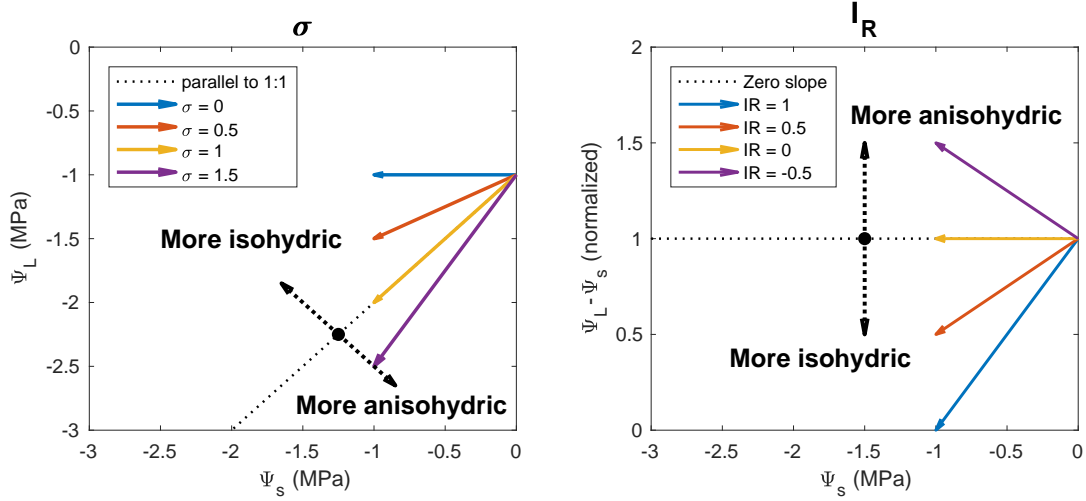 σ
0
-0.5
-1
-1.5
-2
-2.5
-3
Ψ_L (MPa)
parallel to 1:1
σ = 0
σ = 0.5
σ = 1
σ = 1.5
More isohydric
More anisohydric
-3 -2.5 -2 -1.5 -1 -0.5 0
Ψ_s (MPa)
I_R
2
1.5
1
0.5
0
Ψ_L - Ψ_s (normalized)
Zero slope
IR = 1
IR = 0.5
IR = 0
IR = -0.5
More anisohydric
More isohydric
-3 -2.5 -2 -1.5 -1 -0.5 0
Ψ_s (MPa)